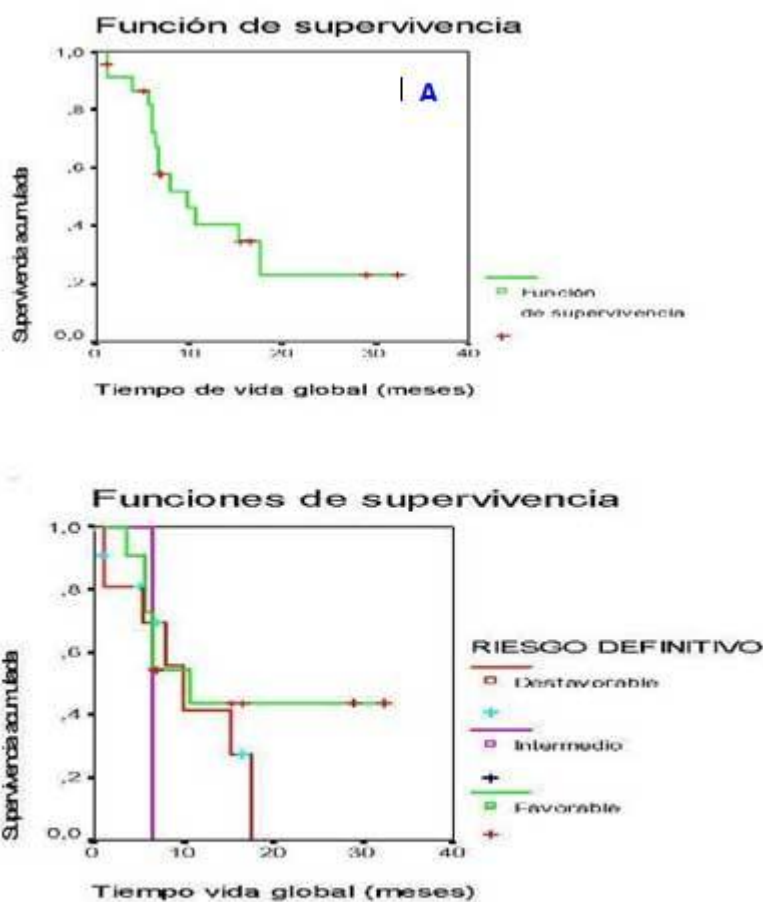 Función de supervivencia
1,0
,8
,6
,4
,2
0,0
Supervivencia acumulada
A
0
10
20
30
40
Tiempo de vida global (meses)
Función
de supervivencia
Funciones de supervivencia
1,0
,8
,6
,4
,2
0,0
Supervivencia acumulada
0
10
20
30
40
Tiempo vida global (meses)
RIESGO DEFINITIVO
Desfavorable
Intermedio
Favorable